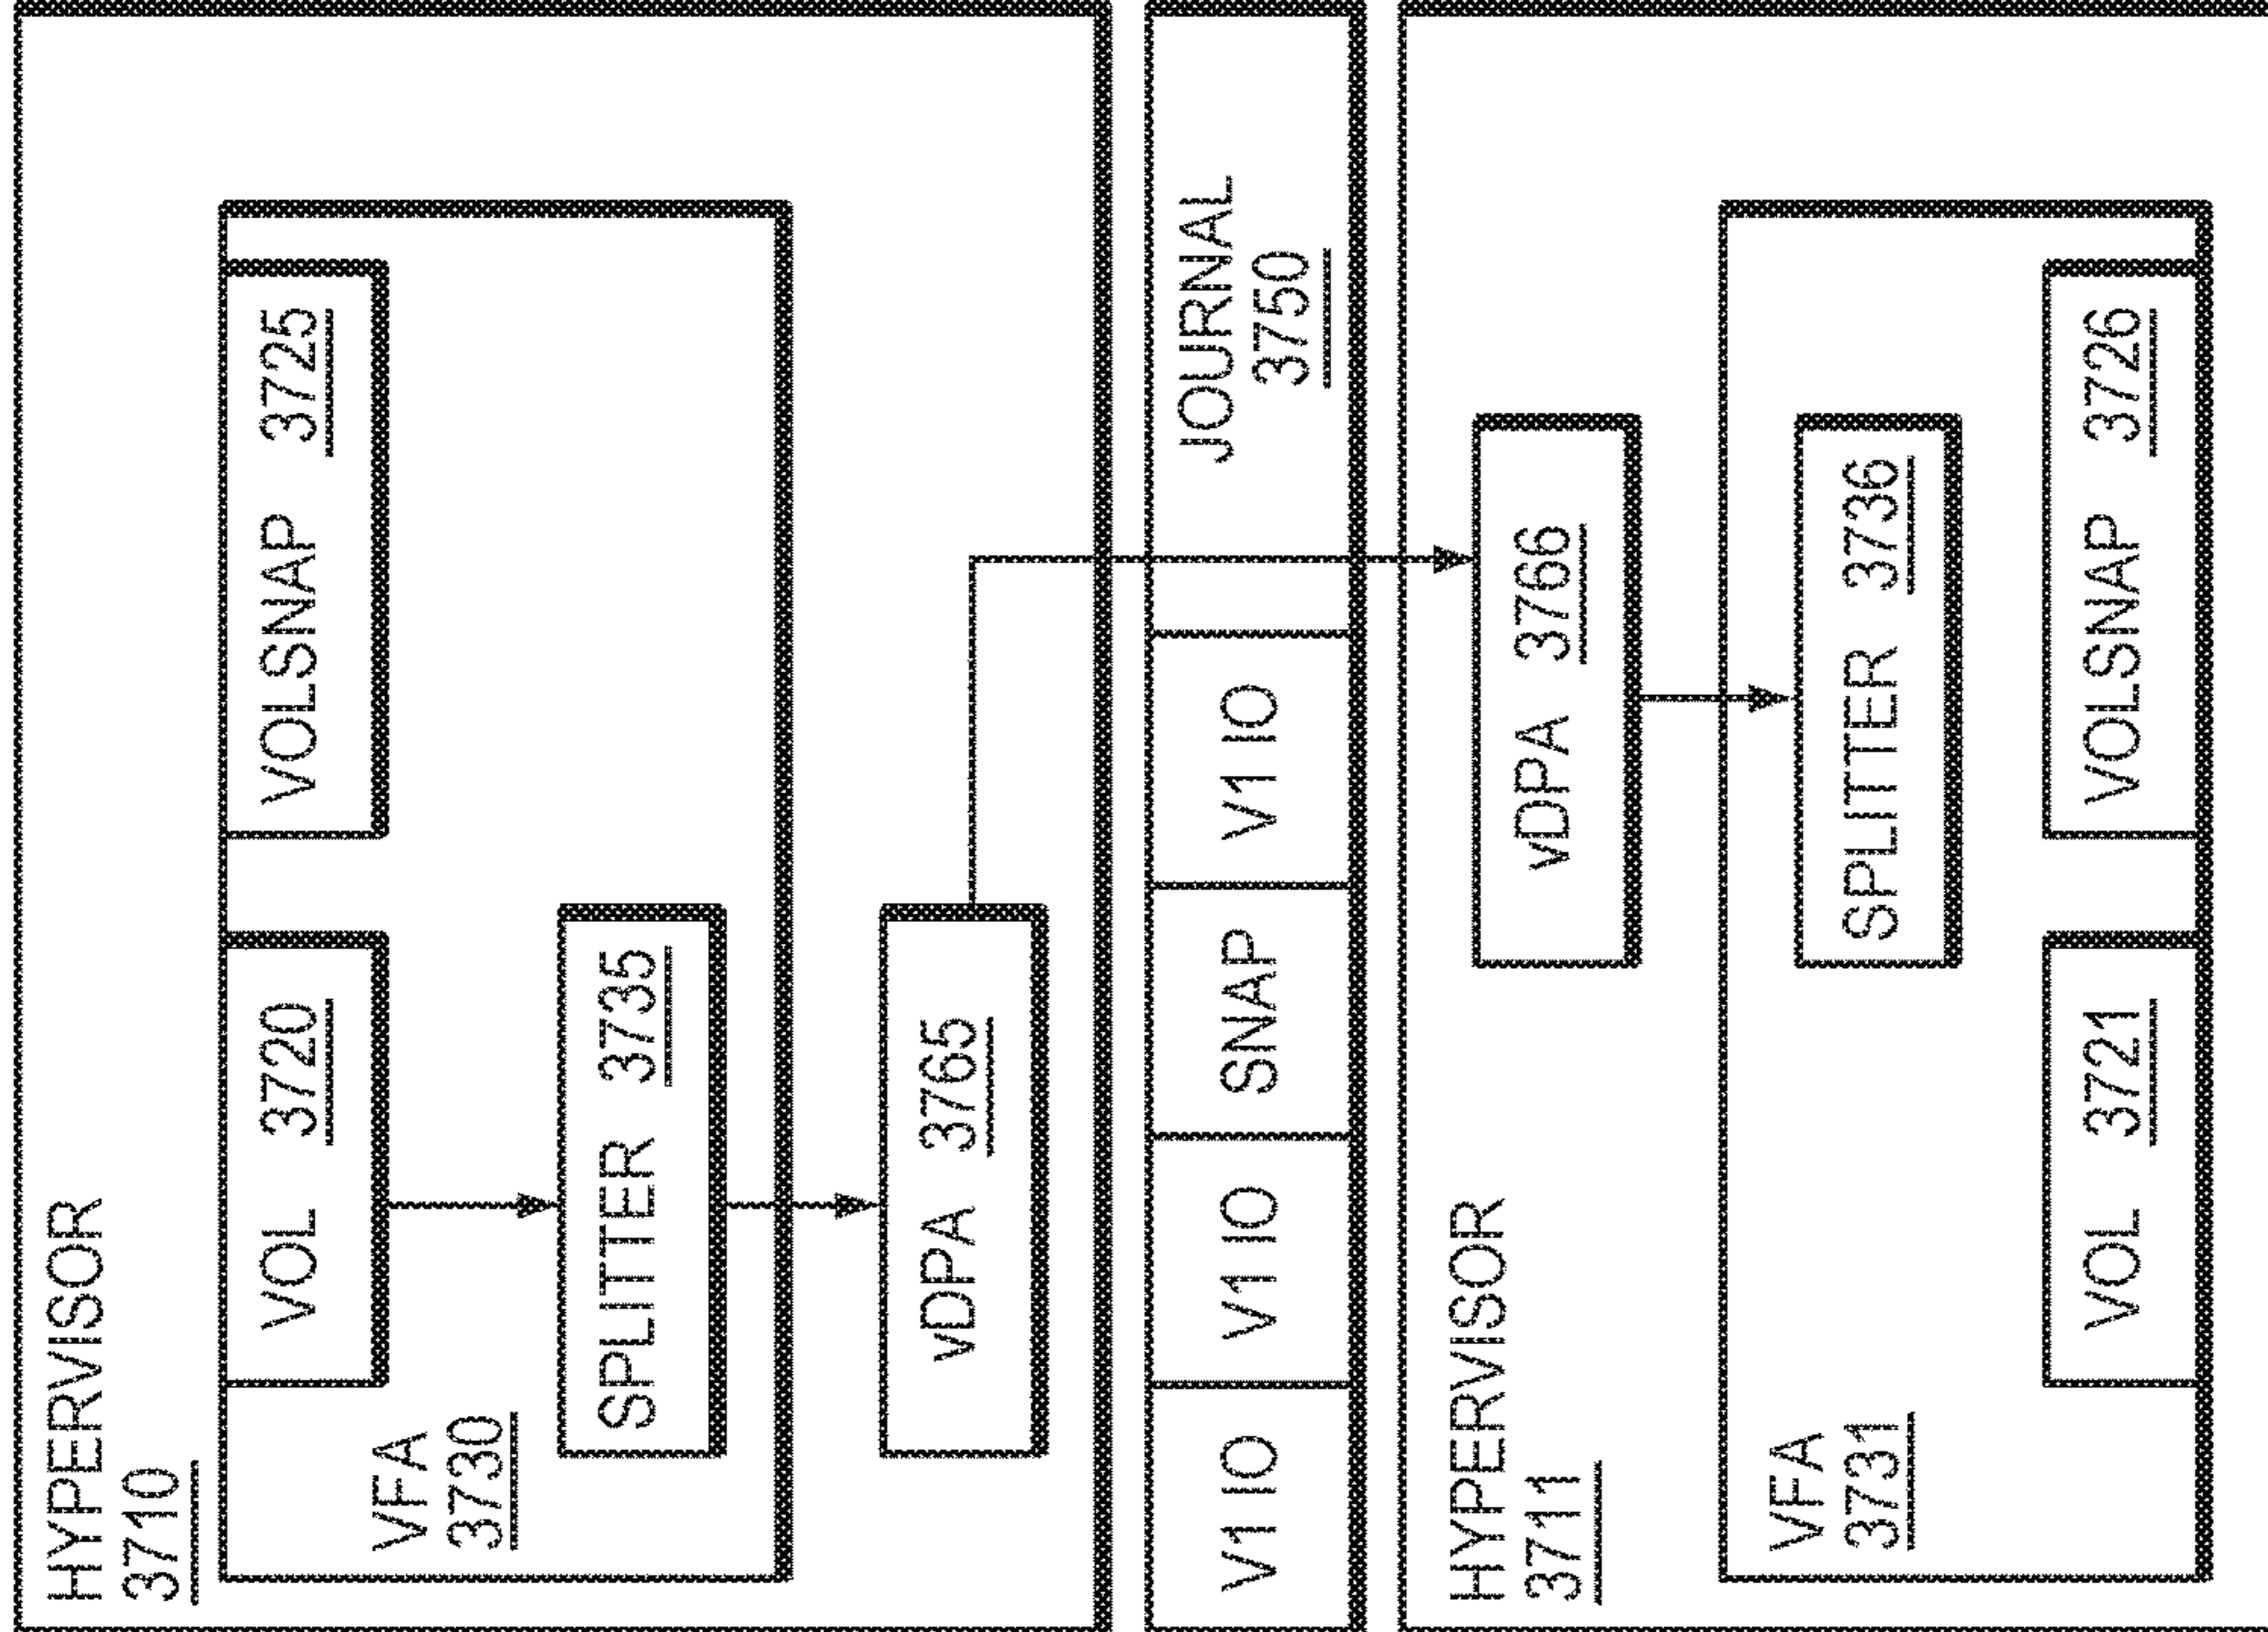 HYPERVISOR
3710
VOL 3720
VOLSNAP 3725
VFA
3730
SPLITTER 3735
vDPA 3765
V1 IO
V1 IO
SNAP
V1 IO
JOURNAL
3750
HYPERVISOR
3711
vDPA 3766
VFA
3731
SPLITTER 3736
VOL 3721
VOLSNAP 3726